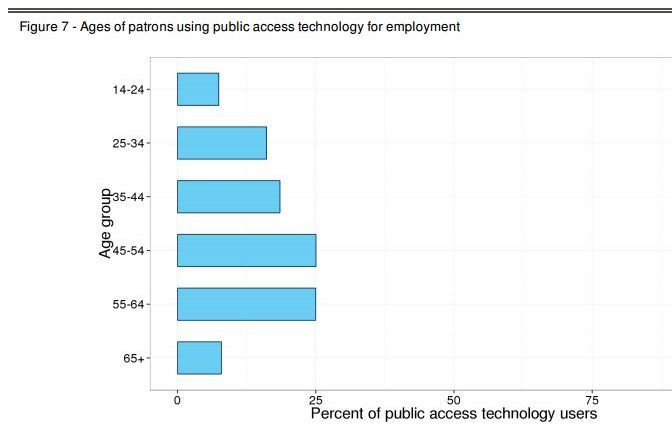 Figure 7 - Ages of patrons using public access technology for employment
14-24
25-34
35-44
45-54
55-64
65+
Age group
0 25 50 75
Percent of public access technology users